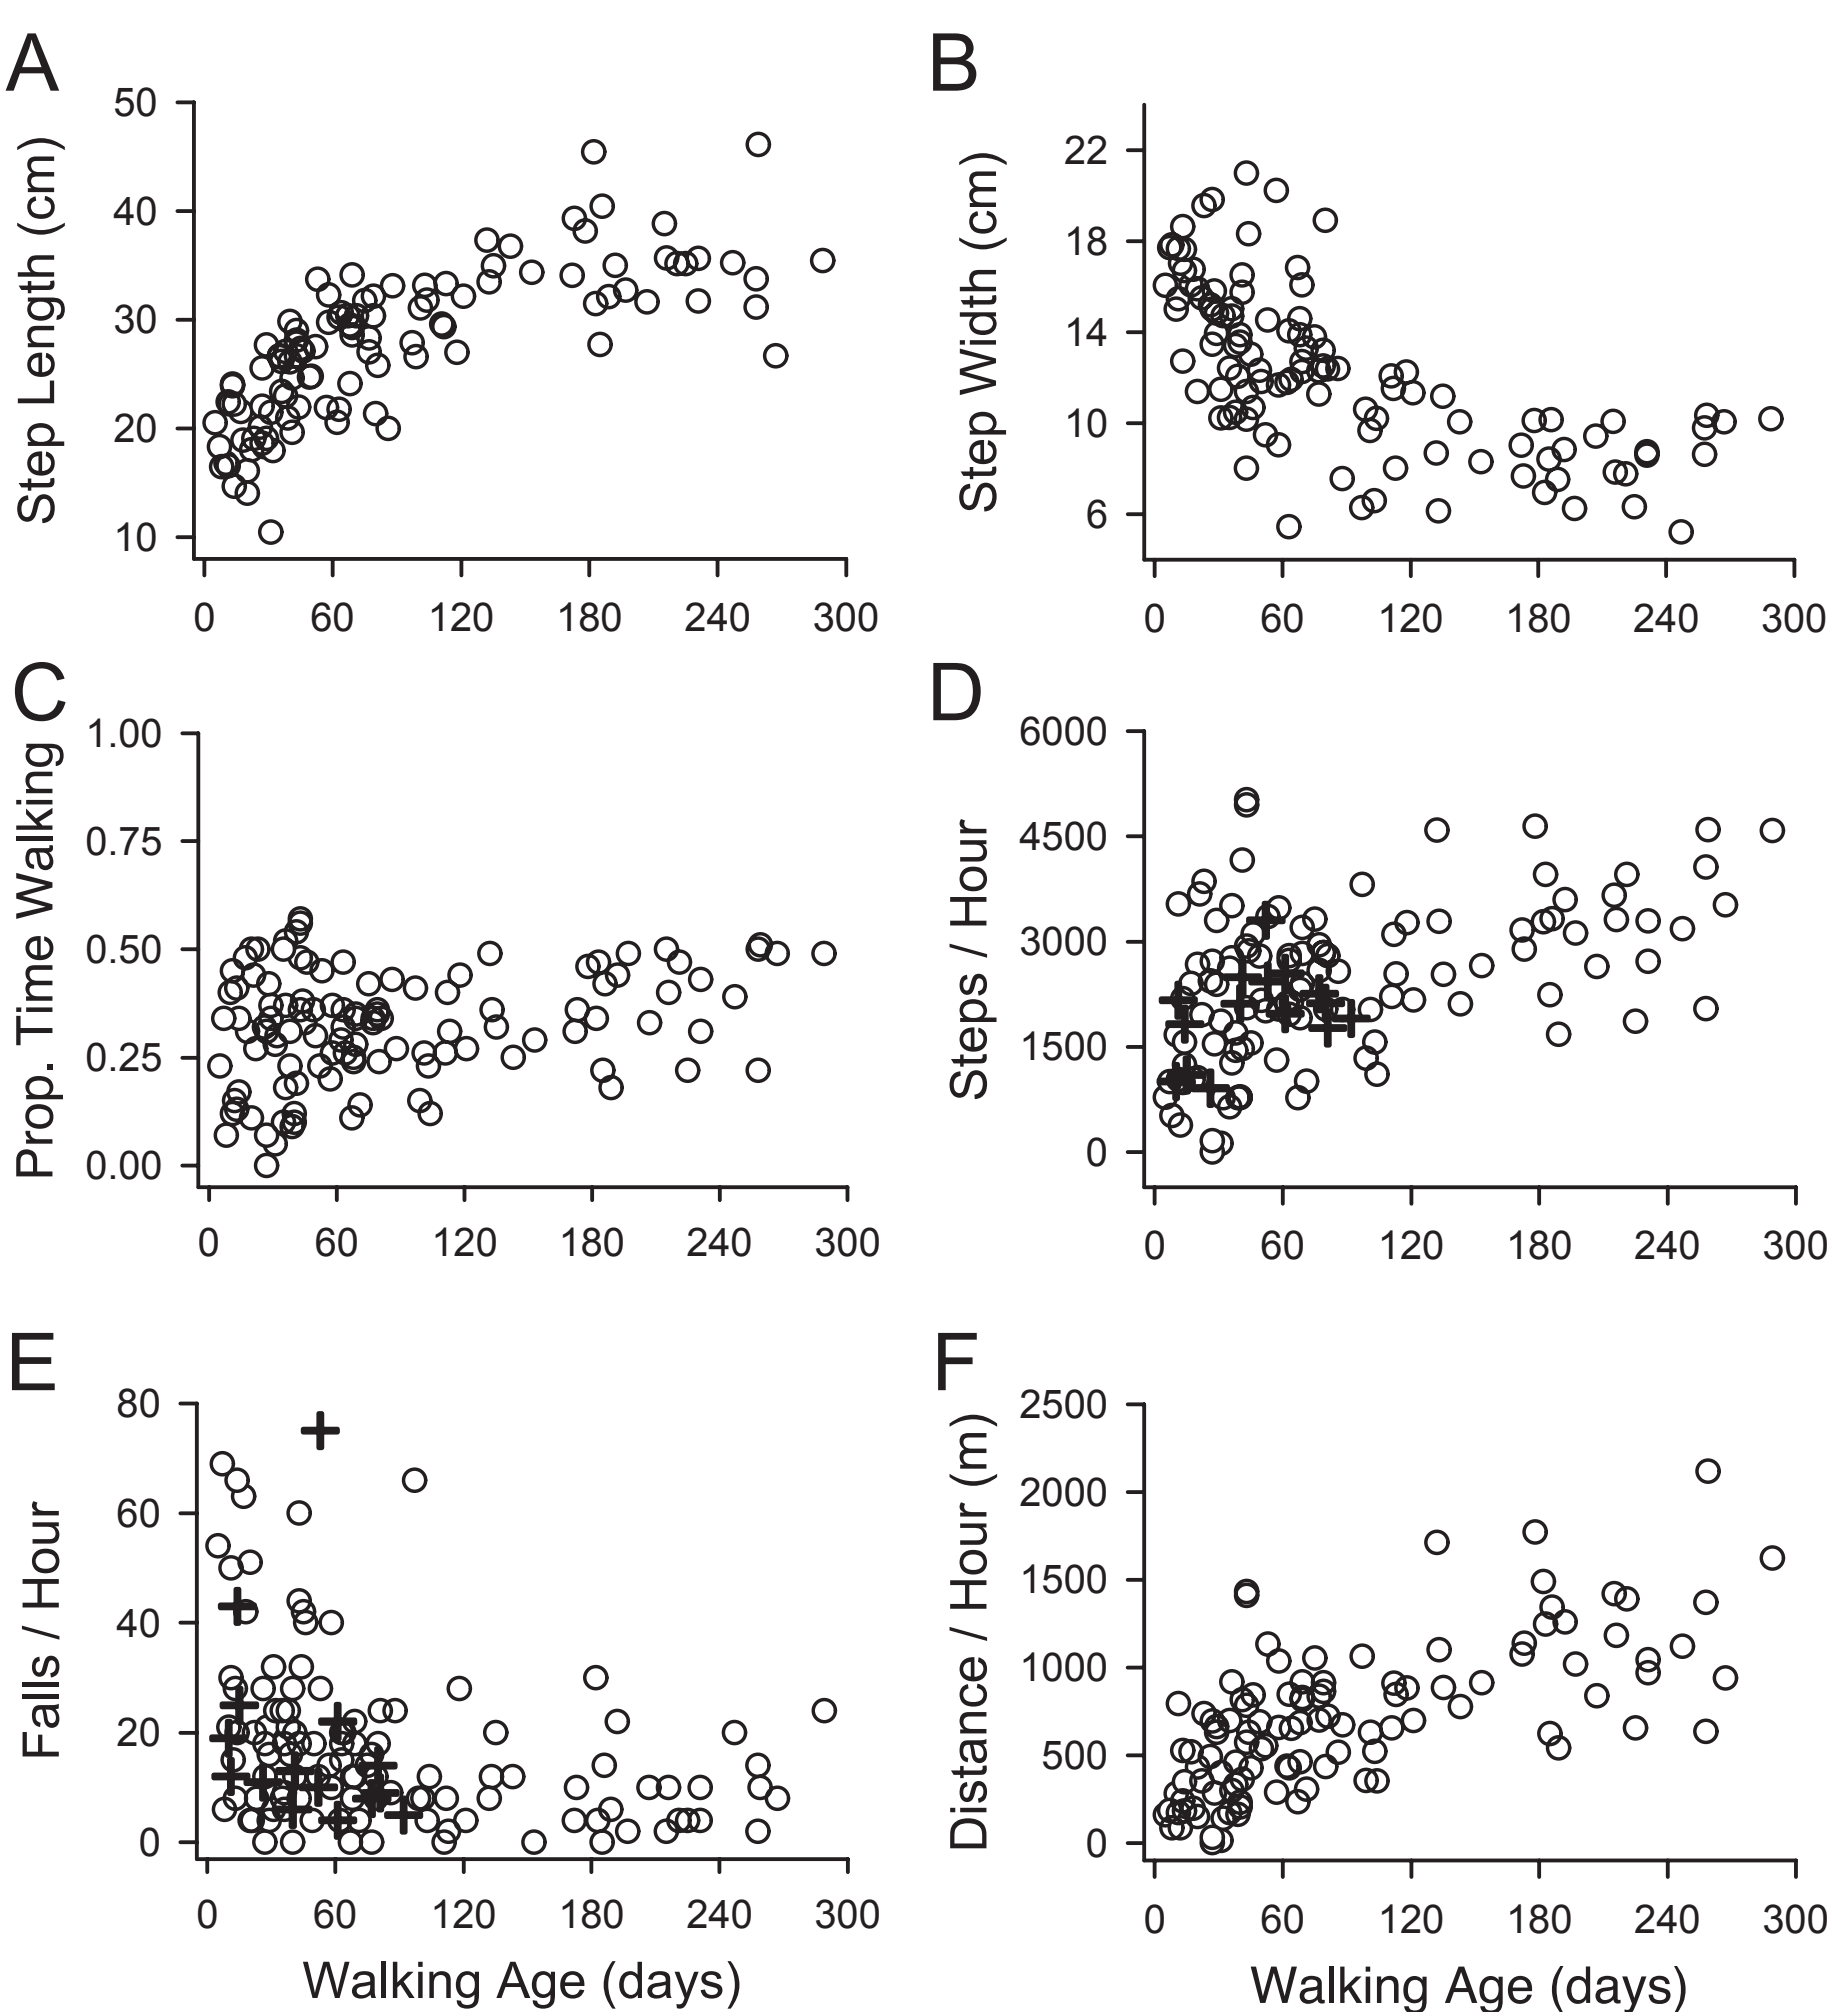 A
Step Length (cm)
50
40
30
20
10
0 60 120 180 240 300
B
Step Width (cm)
22
18
14
10
6
0 60 120 180 240 300
C
Prop. Time Walking
1.00
0.75
0.50
0.25
0.00
0 60 120 180 240 300
D
Steps / Hour
6000
4500
3000
1500
0
0 60 120 180 240 300
E
Falls / Hour
80
60
40
20
0
0 60 120 180 240 300
Walking Age (days)
F
Distance / Hour (m)
2500
2000
1500
1000
500
0
0 60 120 180 240 300
Walking Age (days)